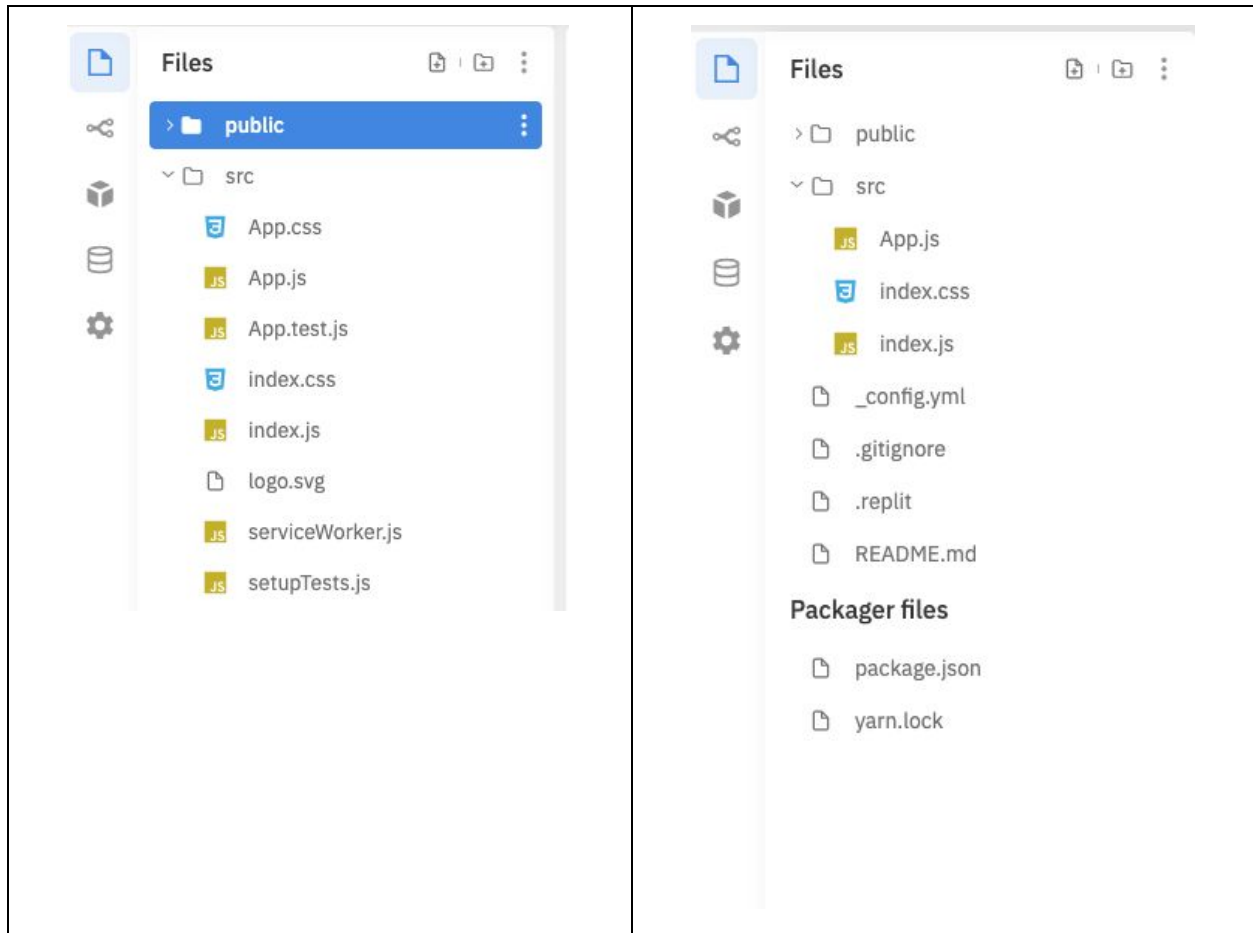 Files
public
src
App.css
App.js
App.test.js
index.css
index.js
logo.svg
serviceWorker.js
setupTests.js
Files
public
src
App.js
index.css
index.js
_config.yml
.gitignore
.replit
README.md
Packager files
package.json
yarn.lock